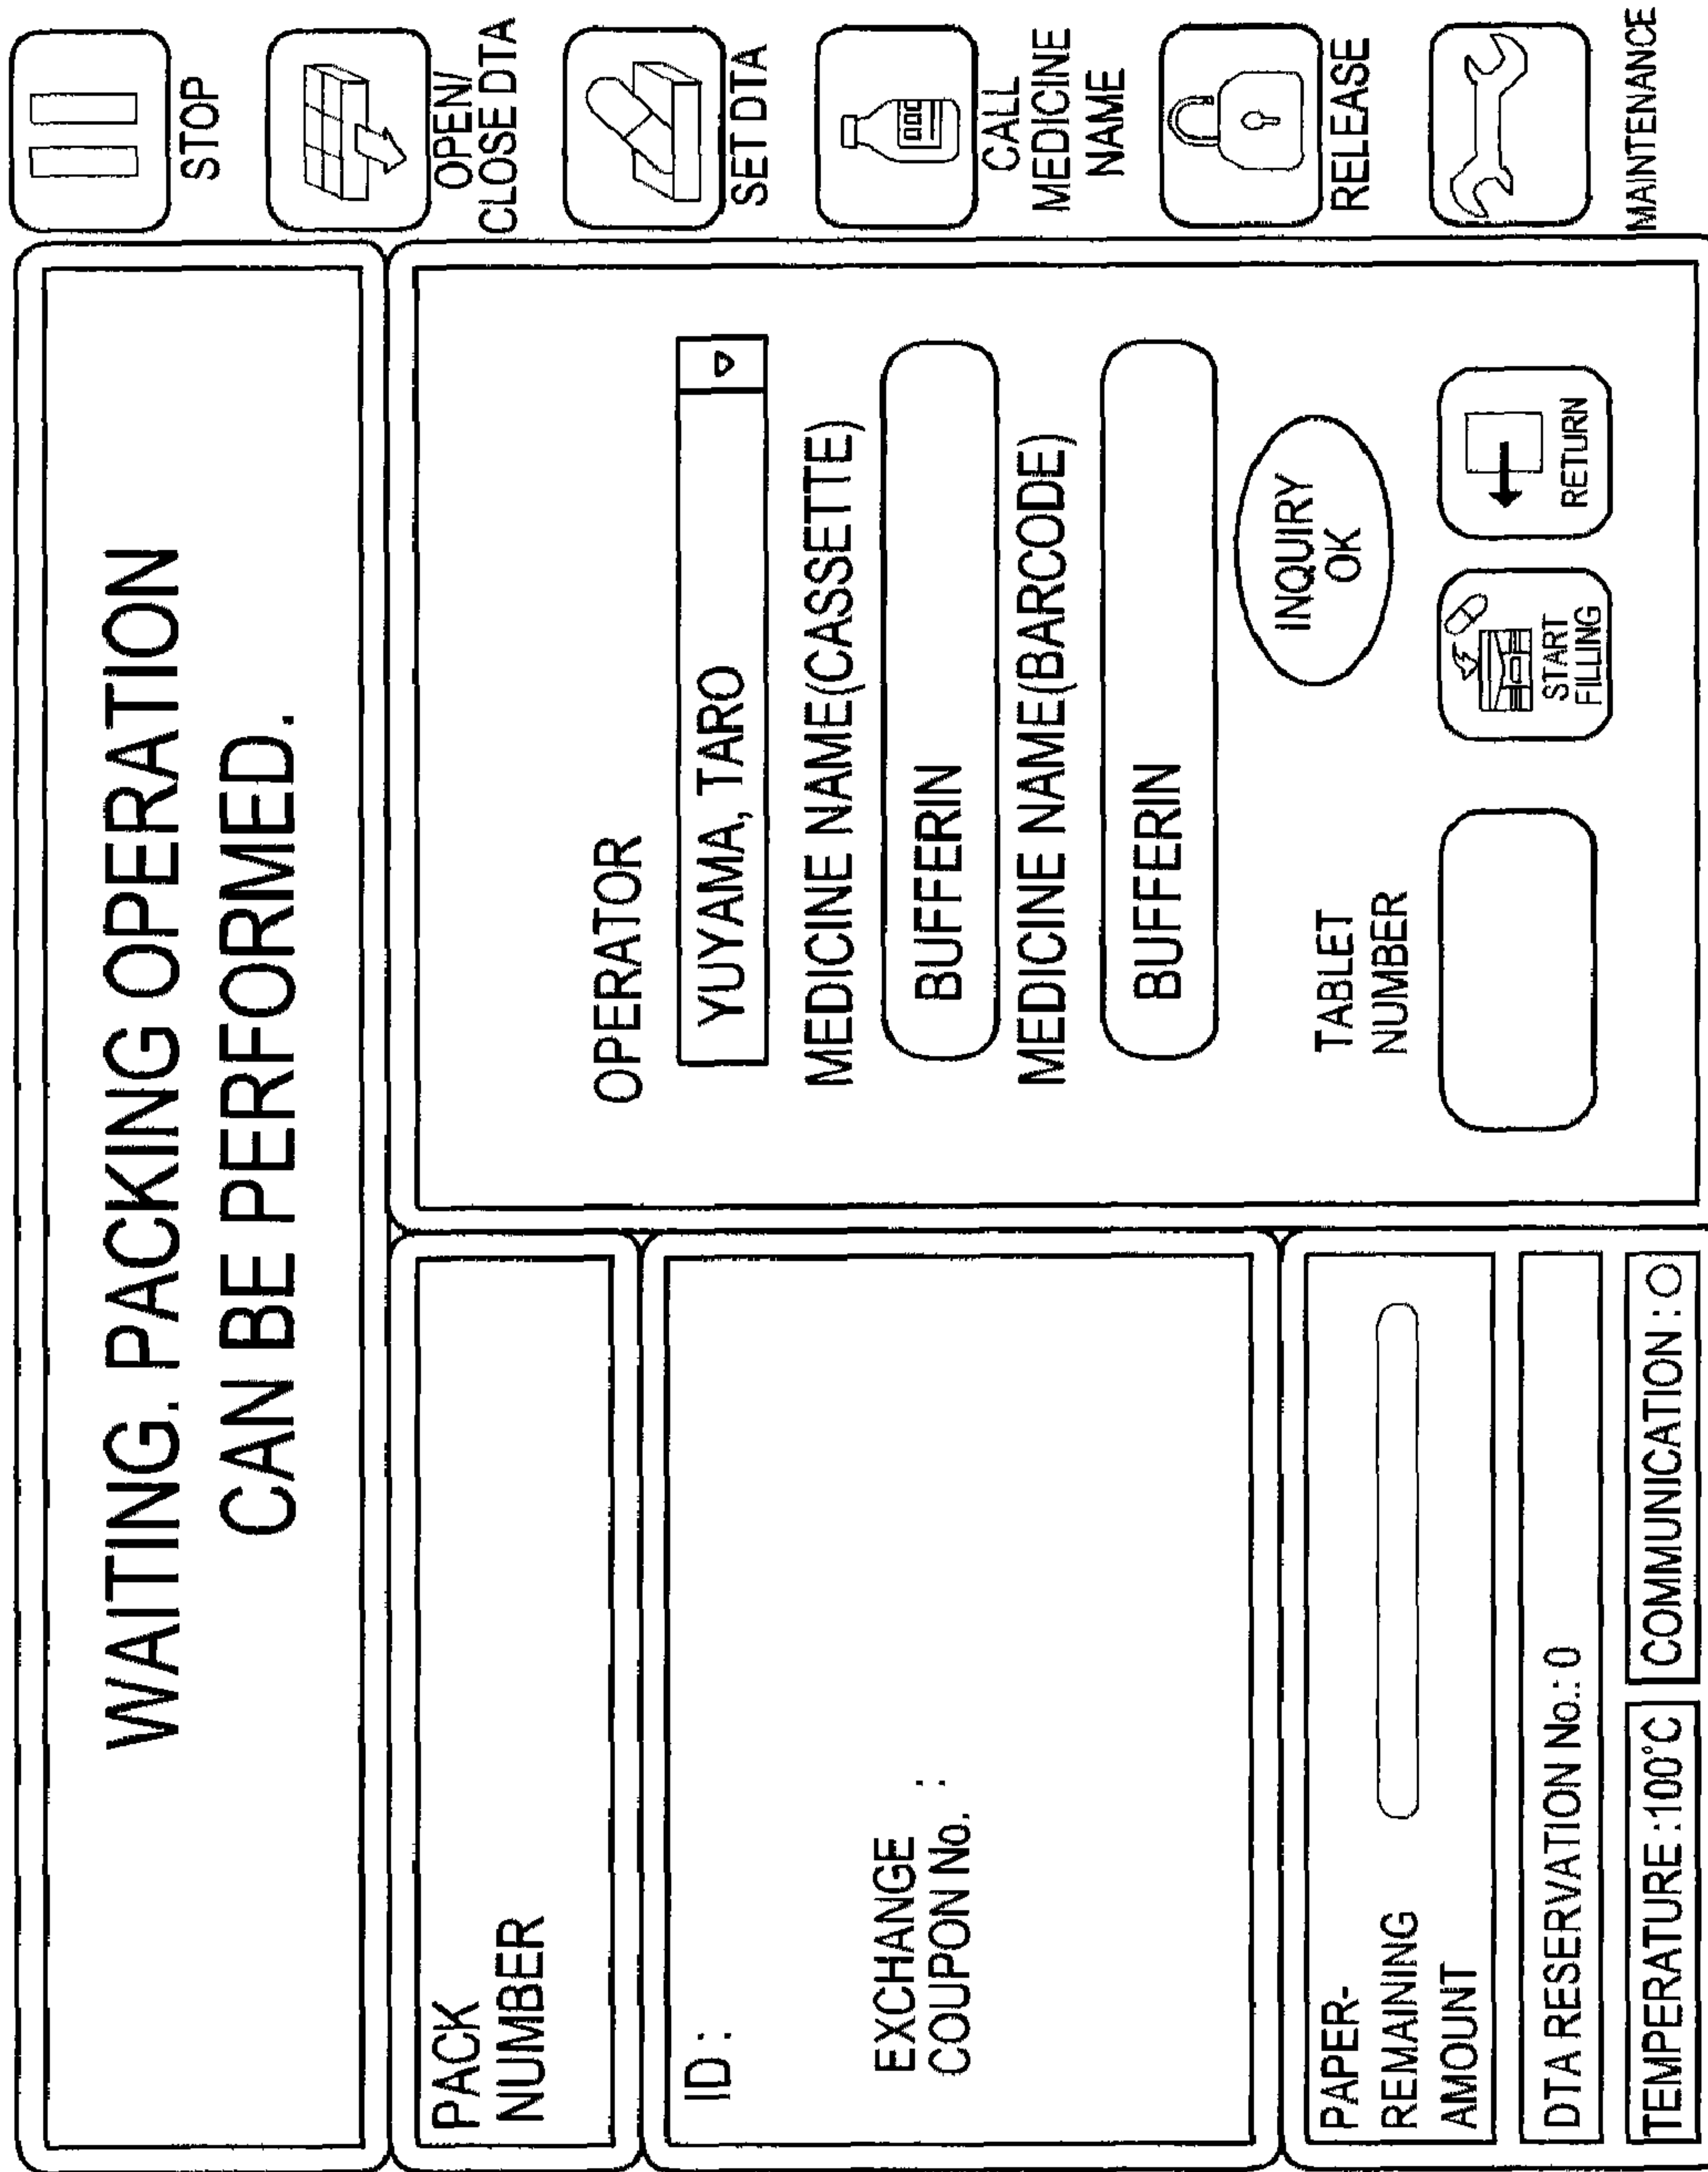 WAITING. PACKING OPERATION
CAN BE PERFORMED.
STOP
OPEN/
CLOSE DTA
SET DTA
CALL
MEDICINE
NAME
RELEASE
MAINTENANCE
PACK
NUMBER
ID :
EXCHANGE
COUPON No. :
PAPER-
REMAINING
AMOUNT
DTA RESERVATION No.: 0
TEMPERATURE :100°C
COMMUNICATION : ○
OPERATOR
YUYAMA, TARO
MEDICINE NAME(CASSETTE)
BUFFERIN
MEDICINE NAME(BARCODE)
BUFFERIN
INQUIRY
OK
TABLET
NUMBER
START
FILLING
RETURN